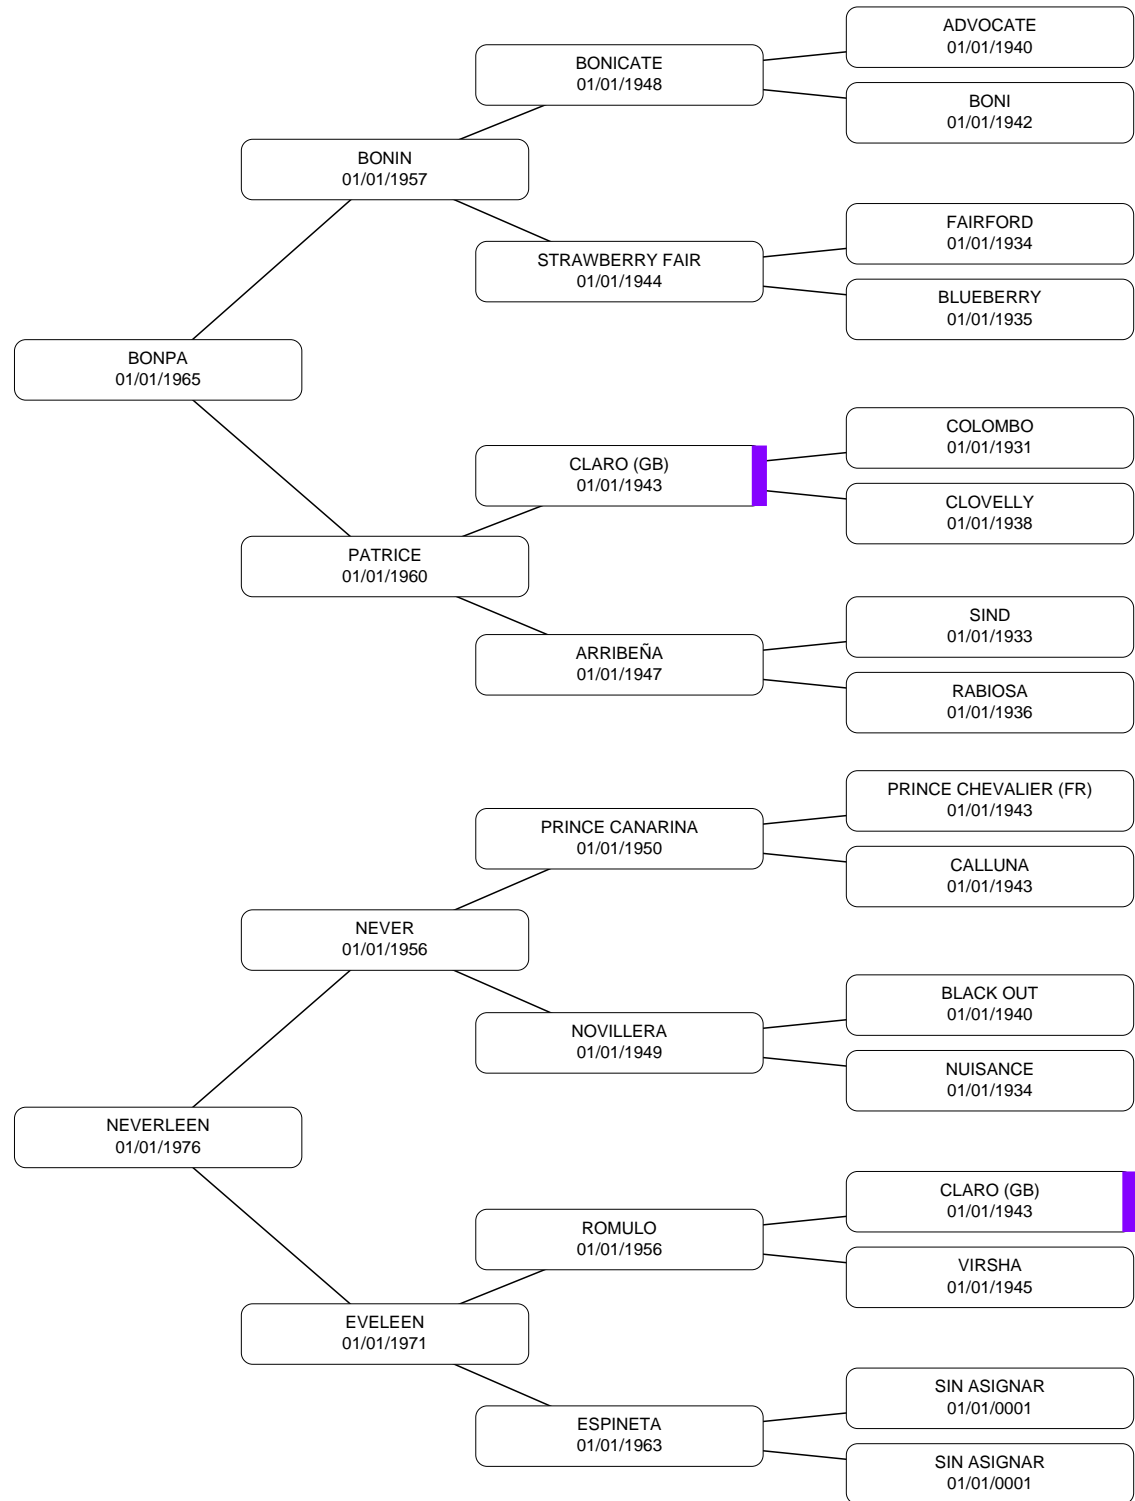 ADVOCATE
01/01/1940
BONICATE
01/01/1948
BONI
01/01/1942
BONIN
01/01/1957
FAIRFORD
01/01/1934
STRAWBERRY FAIR
01/01/1944
BLUEBERRY
01/01/1935
BONPA
01/01/1965
COLOMBO
01/01/1931
CLARO (GB)
01/01/1943
CLOVELLY
01/01/1938
PATRICE
01/01/1960
SIND
01/01/1933
ARRIBEÑA
01/01/1947
RABIOSA
01/01/1936
PRINCE CHEVALIER (FR)
01/01/1943
PRINCE CANARINA
01/01/1950
CALLUNA
01/01/1943
NEVER
01/01/1956
BLACK OUT
01/01/1940
NOVILLERA
01/01/1949
NUISANCE
01/01/1934
NEVERLEEN
01/01/1976
CLARO (GB)
01/01/1943
ROMULO
01/01/1956
VIRSHA
01/01/1945
EVELEEN
01/01/1971
SIN ASIGNAR
01/01/0001
ESPINETA
01/01/1963
SIN ASIGNAR
01/01/0001